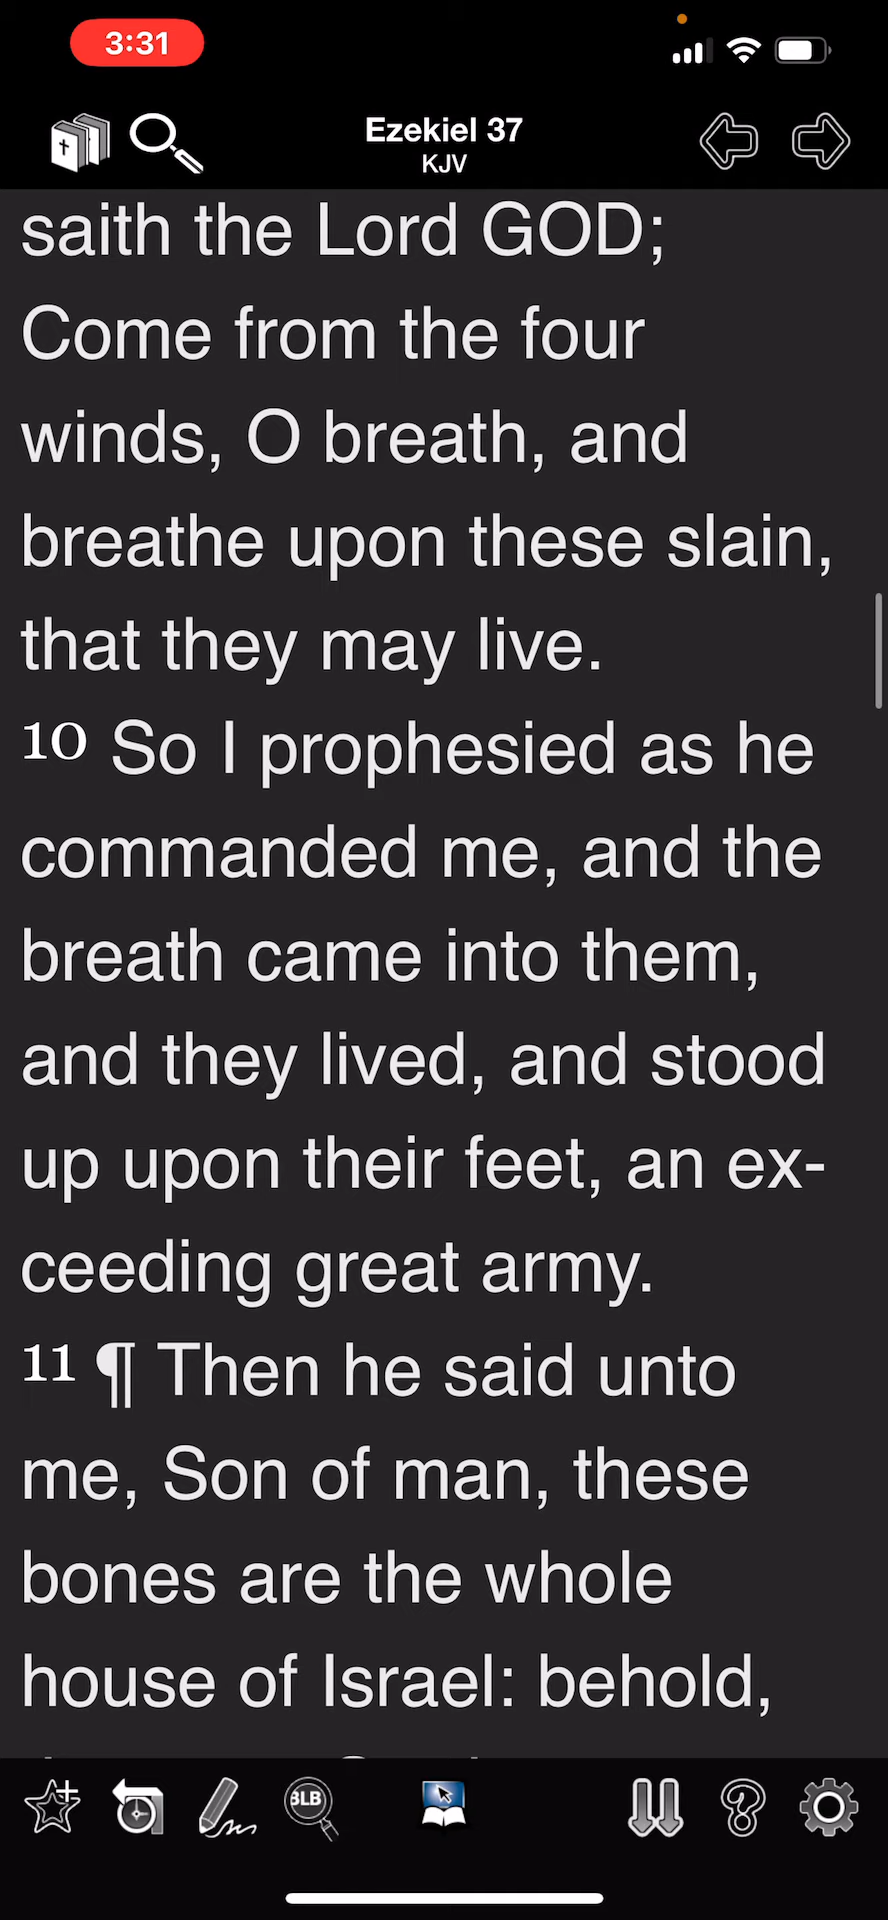 3:31
Ezekiel 37
KJV
saith the Lord GOD;
Come from the four
winds, O breath, and
breathe upon these slain,
that they may live.
10 So I prophesied as he
commanded me, and the
breath came into them,
and they lived, and stood
up upon their feet, an ex-
ceeding great army.
11 ¶ Then he said unto
me, Son of man, these
bones are the whole
house of Israel: behold,
BLB